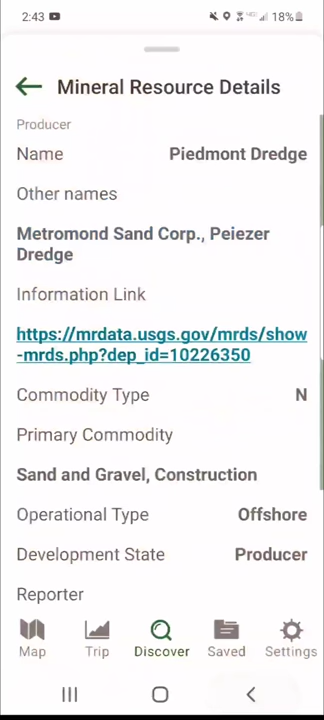 2:43 18%
Mineral Resource Details
Producer
Name Piedmont Dredge
Other names
Metromond Sand Corp., Peiezer
Dredge
Information Link
https://mrdata.usgs.gov/mrds/show
-mrds.php?dep_id=10226350
Commodity Type N
Primary Commodity
Sand and Gravel, Construction
Operational Type Offshore
Development State Producer
Reporter
Map Trip Discover Saved Settings